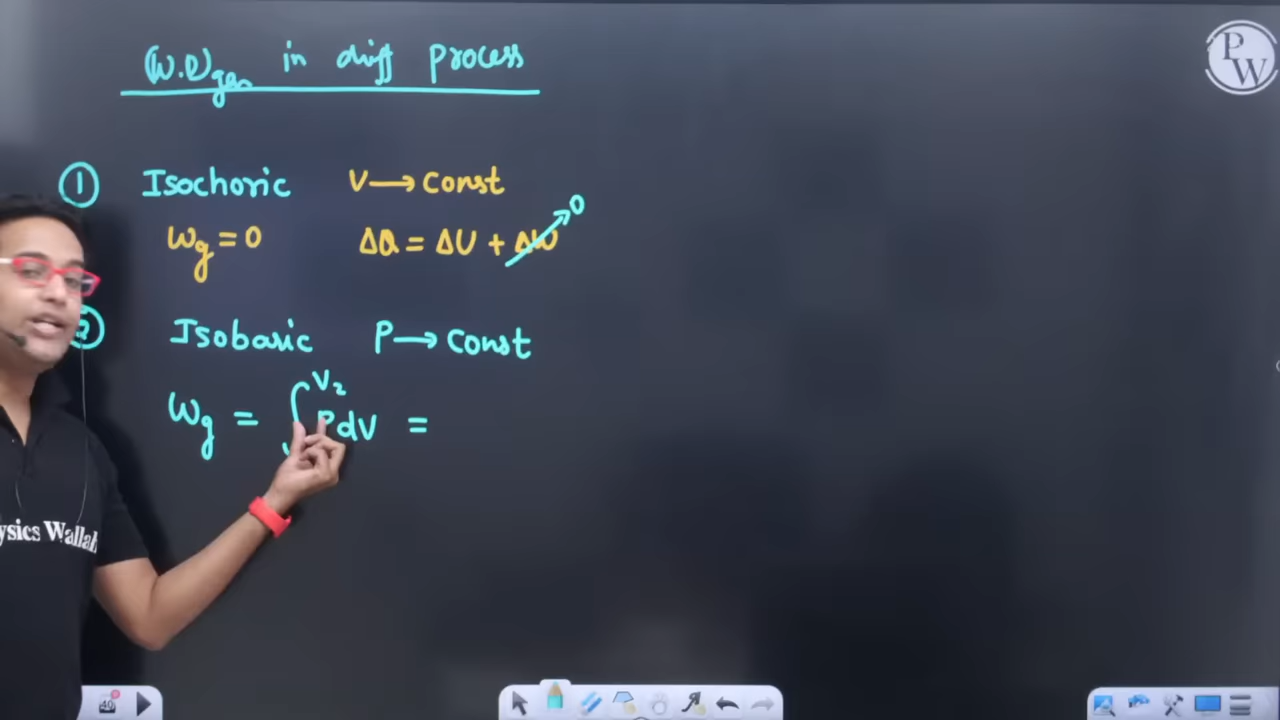 (W.D)gas in diff process
PW
① Isochoric V → Const
Wg = 0 ΔQ = ΔU + ΔW 0
② Isobaric P → Const
Wg = ∫ V2 PdV =
ysics Wallah
40